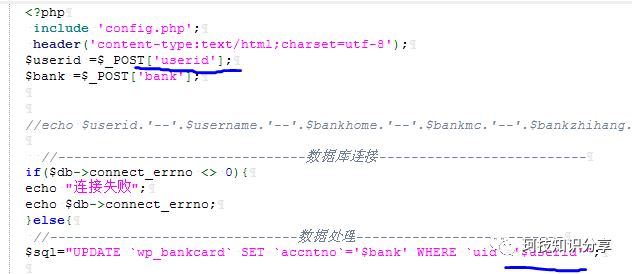 <?php
include 'config.php';
header('content-type:text/html;charset=utf-8');
$userid =$_POST['userid'];
$bank =$_POST['bank'];
//echo $userid.'--'.$username.'--'.$bankhome.'--'.$bankmc.'--'.$bankzhihang.
//------------------------------数据库连接-------------------------
if($db->connect_errno <> 0){
echo "连接失败";
echo $db->connect_errno;
}else{
//------------------------------数据处理
$sql="UPDATE `wp_bankcard` SET `accntno`='$bank' WHERE `uid
阿技知识分享